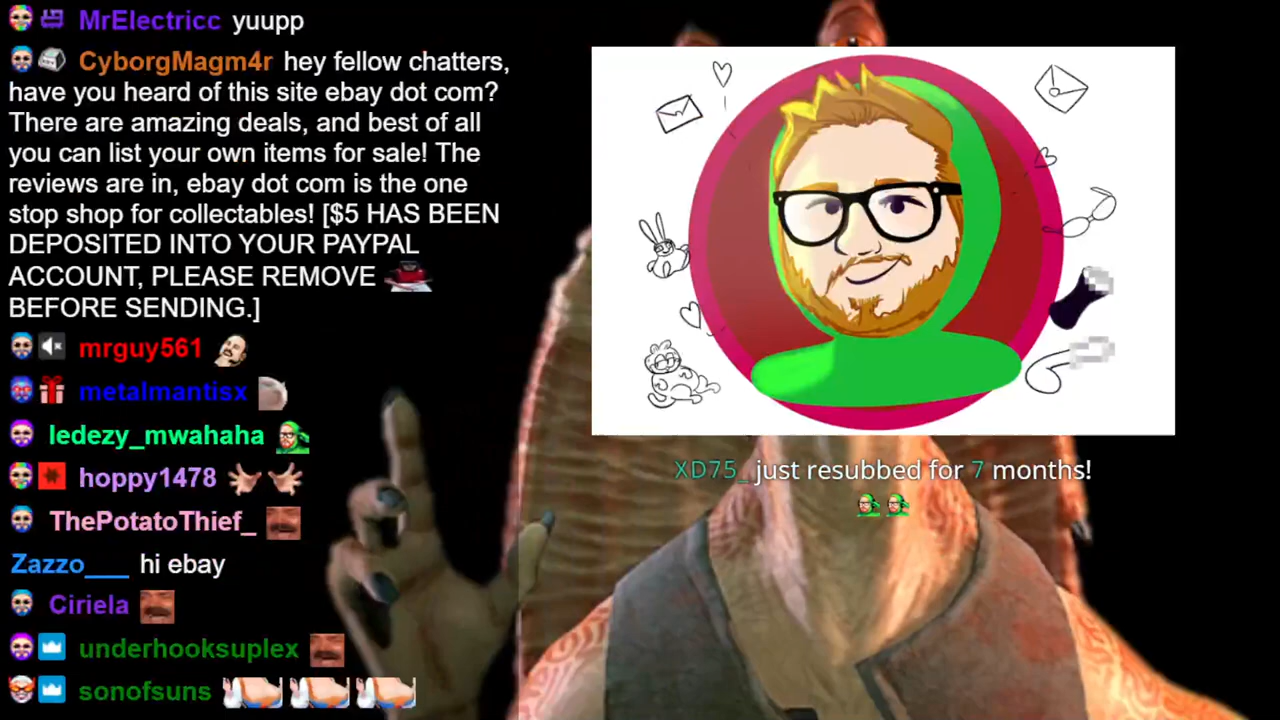 MrElectricc yuupp
CyborgMagm4r hey fellow chatters,
have you heard of this site ebay dot com?
There are amazing deals, and best of all
you can list your own items for sale! The
reviews are in, ebay dot com is the one
stop shop for collectables! [$5 HAS BEEN
DEPOSITED INTO YOUR PAYPAL
ACCOUNT, PLEASE REMOVE
BEFORE SENDING.]
mrguy561
metalmantisx
ledezy_mwahaha
hoppy1478
ThePotatoThief_
Zazzo___ hi ebay
Ciriela
underhooksuplex
sonofsuns
XD75_ just resubbed for 7 months!